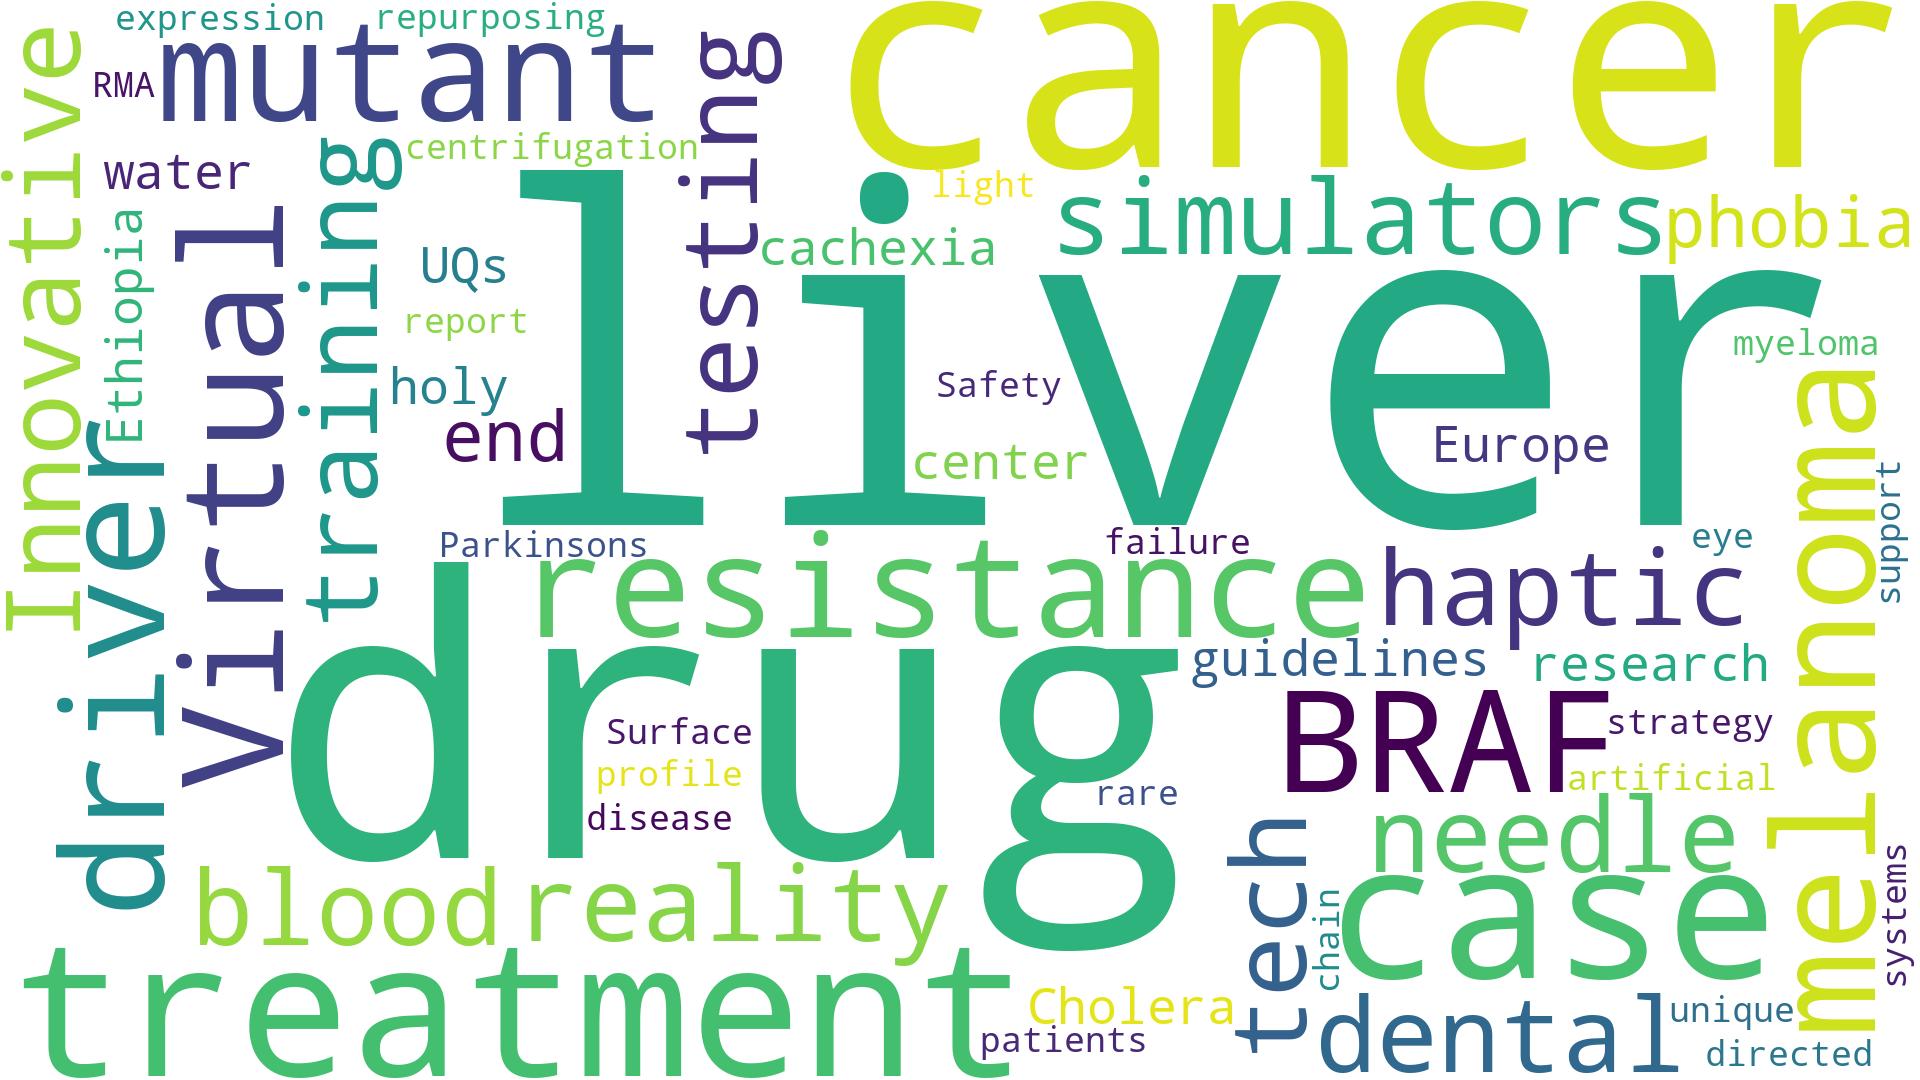 expression
repurposing
cancer
mutant
RMA
Innovative
testing
centrifugation
training
water
light
simulators
phobia
Ethiopia
virtual
UQs
cachexia
liver
report
myeloma
holy
Safety
end
center
Europe
melanoma
driver
support
Parkinsons
failure
eye
resistance
haptic
drug
guidelines
research
BRAF
Surface
strategy
profile
artificial
rare
disease
needle
tech
blood
reality
case
systems
chain
treatment
Cholera
patients
dental
unique
directed